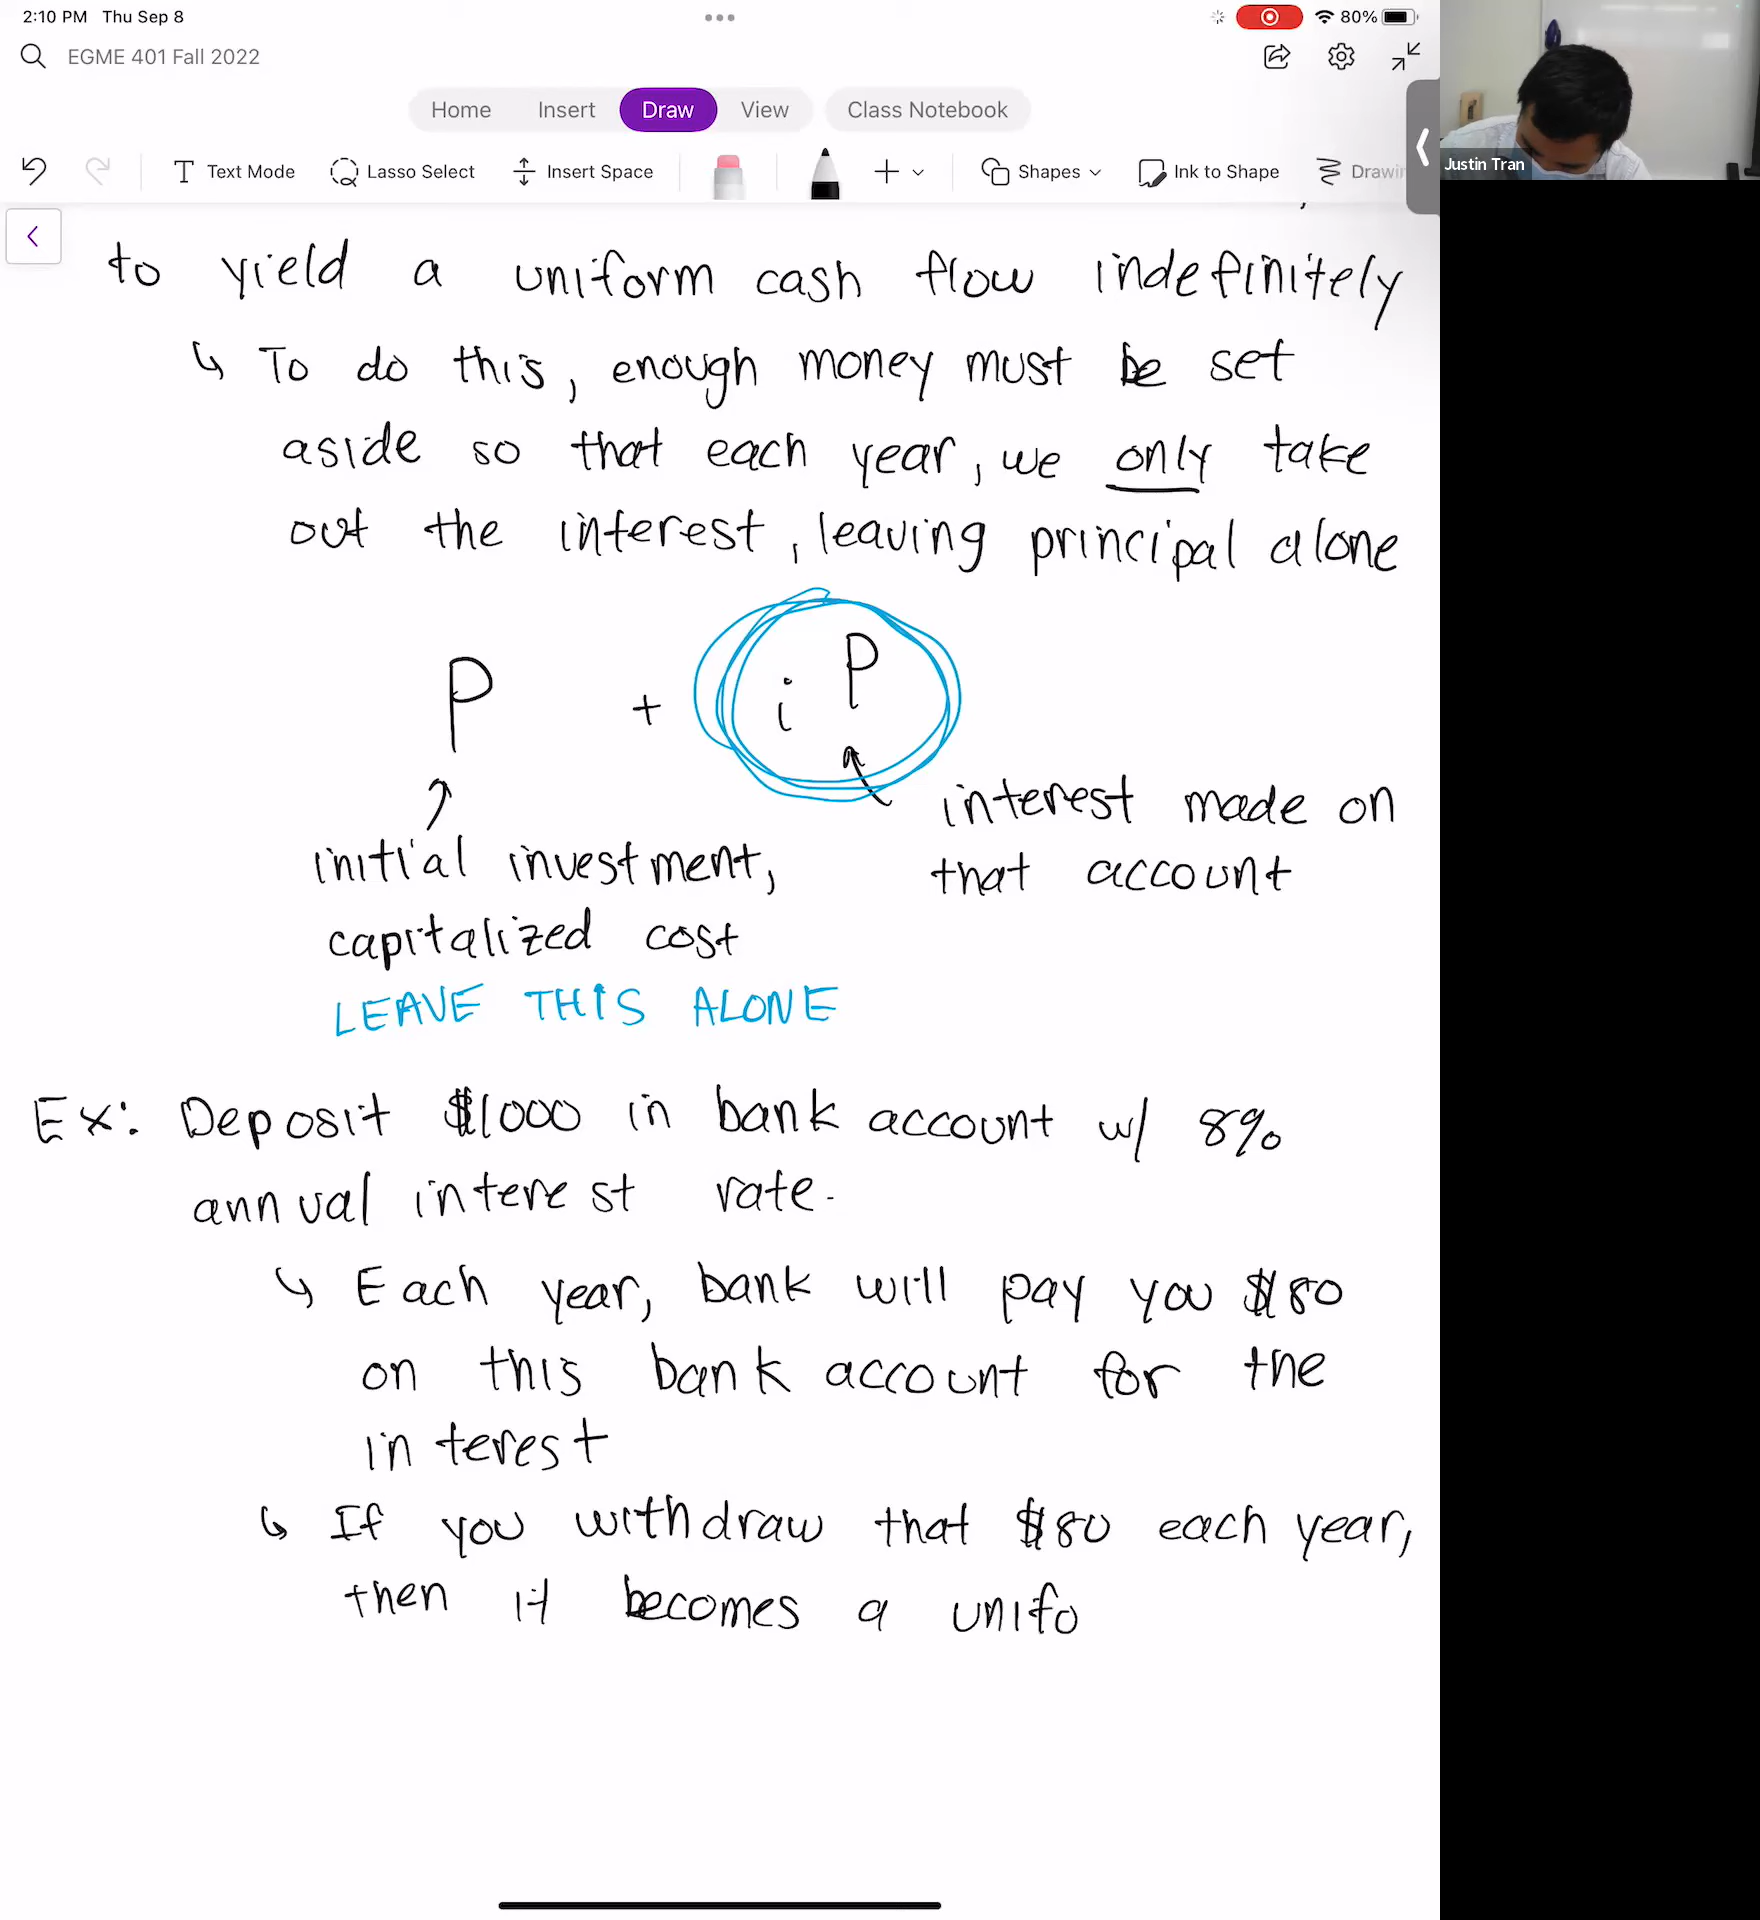 2:10 PM Thu Sep 8
80%
EGME 401 Fall 2022
Home Insert Draw View Class Notebook
Text Mode Lasso Select Insert Space Shapes Ink to Shape Drawi
Justin Tran
to yield a uniform cash flow indefinitely
↳ To do this, enough money must be set
aside so that each year, we only take
out the interest, leaving principal alone
P + i P
interest made on
that account
initial investment,
capitalized cost
LEAVE THIS ALONE
Ex: Deposit $1000 in bank account w/ 8%
annual interest rate.
↳ Each year, bank will pay you $80
on this bank account for the
interest
↳ If you withdraw that $80 each year,
then it becomes a unifo